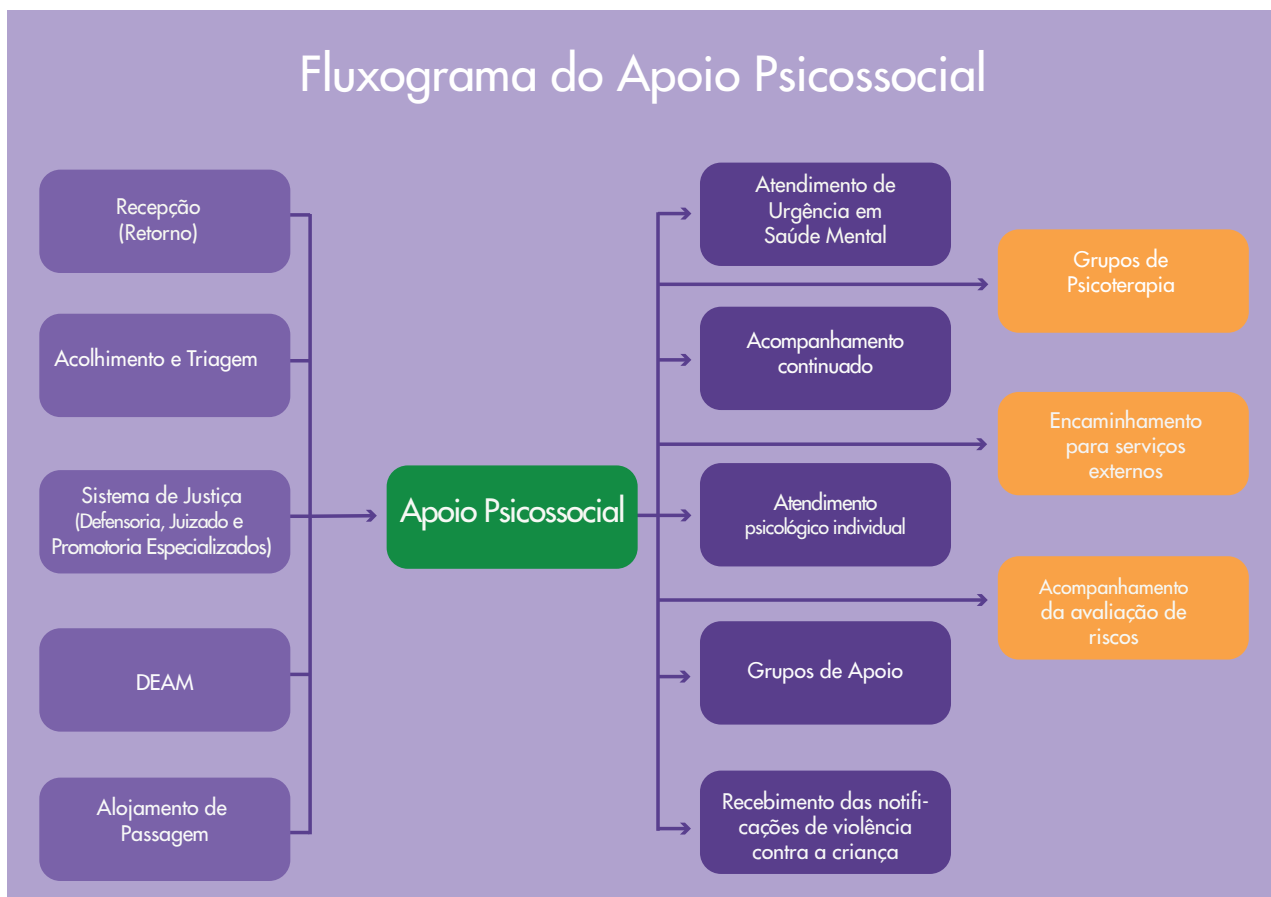 Fluxograma do Apoio Psicossocial
Recepção
(Retorno)
Acolhimento e Triagem
Sistema de Justiça
(Defensoria, Juizado e
Promotoria Especializados)
DEAM
Alojamento de
Passagem
Apoio Psicossocial
Atendimento de
Urgência em
Saúde Mental
Acompanhamento
continuado
Atendimento
psicológico individual
Grupos de Apoio
Recebimento das notifi-
cações de violência
contra a criança
Grupos de
Psicoterapia
Encaminhamento
para serviços
externos
Acompanhamento
da avaliação de
riscos